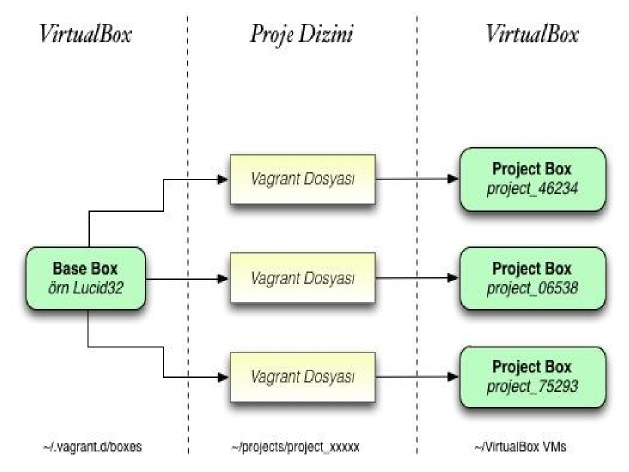 VirtualBox
Proje Dizini
VirtualBox
Vagrant Dosyası
Project Box
project_46234
Base Box
örn Lucid32
Vagrant Dosyası
Project Box
project_06538
Vagrant Dosyası
Project Box
project_75293
~/.vagrant.d/boxes
~/projects/project_xxxxx
~/VirtualBox VMs